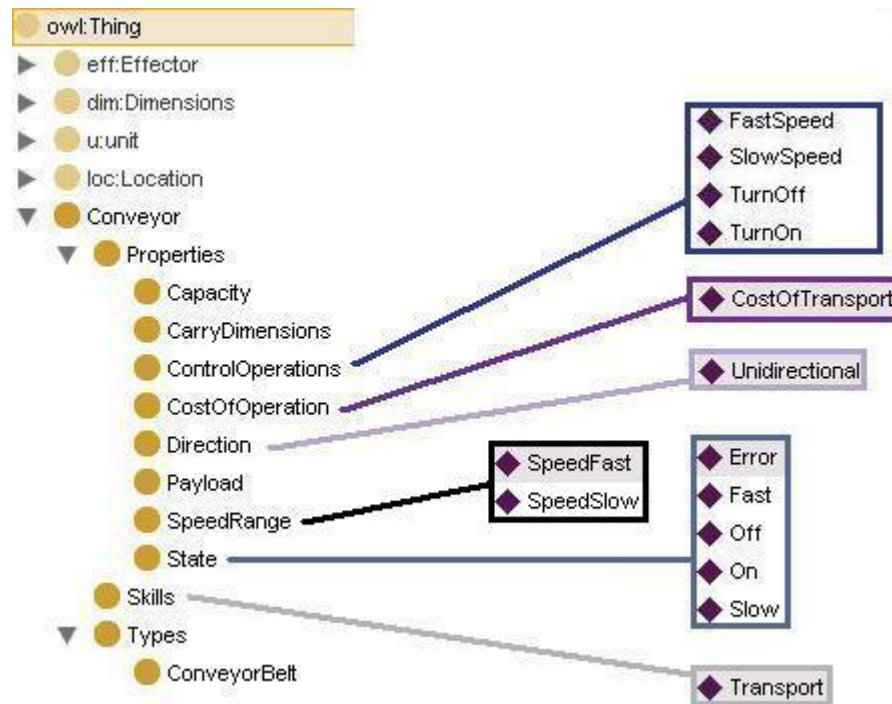 owl:Thing
eff:Effector
dim:Dimensions
u:unit
loc:Location
Conveyor
Properties
Capacity
CarryDimensions
ControlOperations
CostOfOperation
Direction
Payload
SpeedRange
State
Skills
Types
ConveyorBelt
FastSpeed
SlowSpeed
TurnOff
TurnOn
CostOfTransport
Unidirectional
SpeedFast
SpeedSlow
Error
Fast
Off
On
Slow
Transport